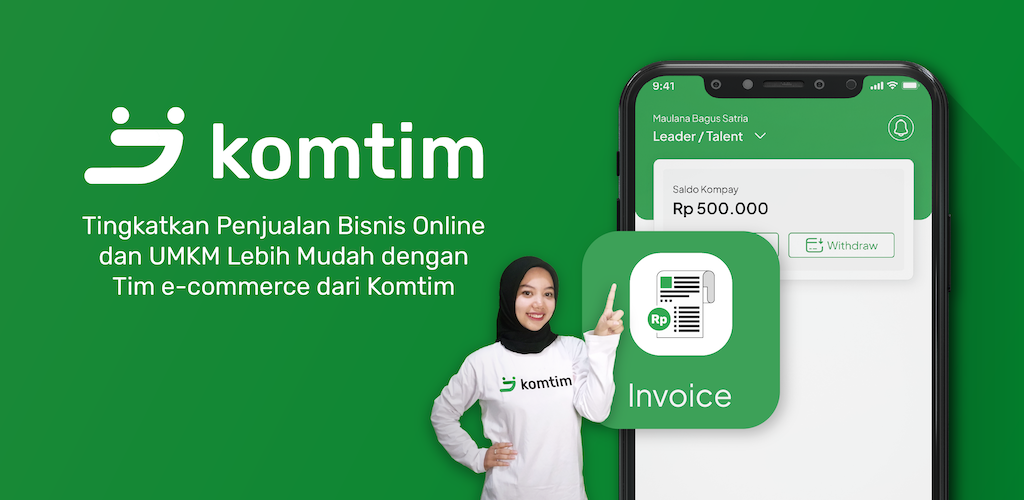 komtim
Tingkatkan Penjualan Bisnis Online
dan UMKM Lebih Mudah dengan
Tim e-commerce dari Komtim
9:41
Maulana Bagus Satria
Leader / Talent
Saldo Kompay
Rp 500.000
Withdraw
Rp
Invoice
komtim